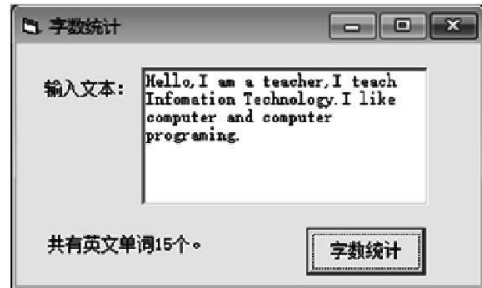 字数统计
输入文本：
Hello,I am a teacher,I teach
Infomation Technology.I like
computer and computer
programing.
共有英文单词15个。
字数统计